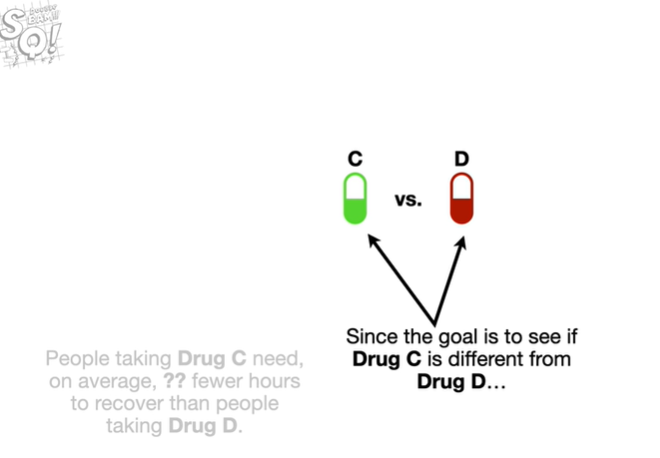 SQ!
C
D
vs.
Since the goal is to see if
Drug C is different from
Drug D...
People taking Drug C need,
on average, ?? fewer hours
to recover than people
taking Drug D.